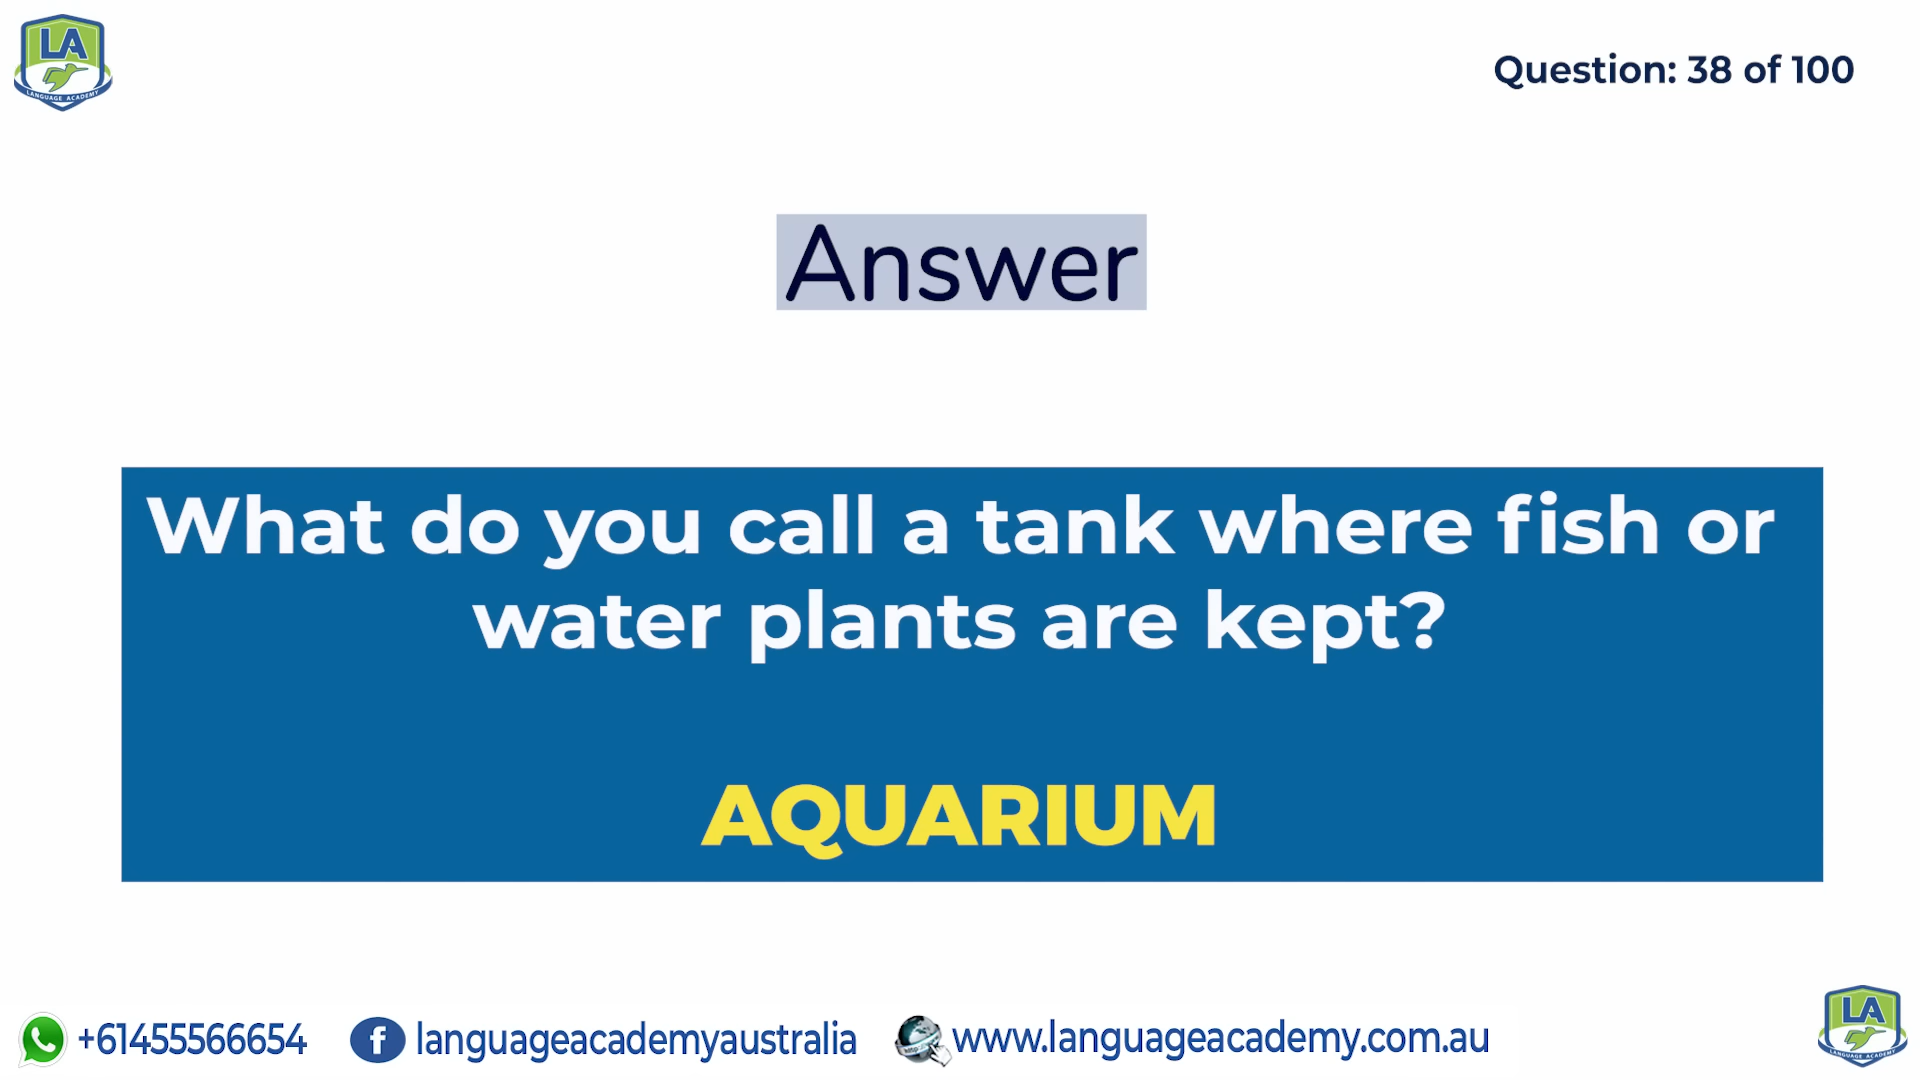 LA
LANGUAGE ACADEMY
Question: 38 of 100
Answer
What do you call a tank where fish or
water plants are kept?
AQUARIUM
+61455566654
languageacademyaustralia
www.languageacademy.com.au
LA
LANGUAGE ACADEMY